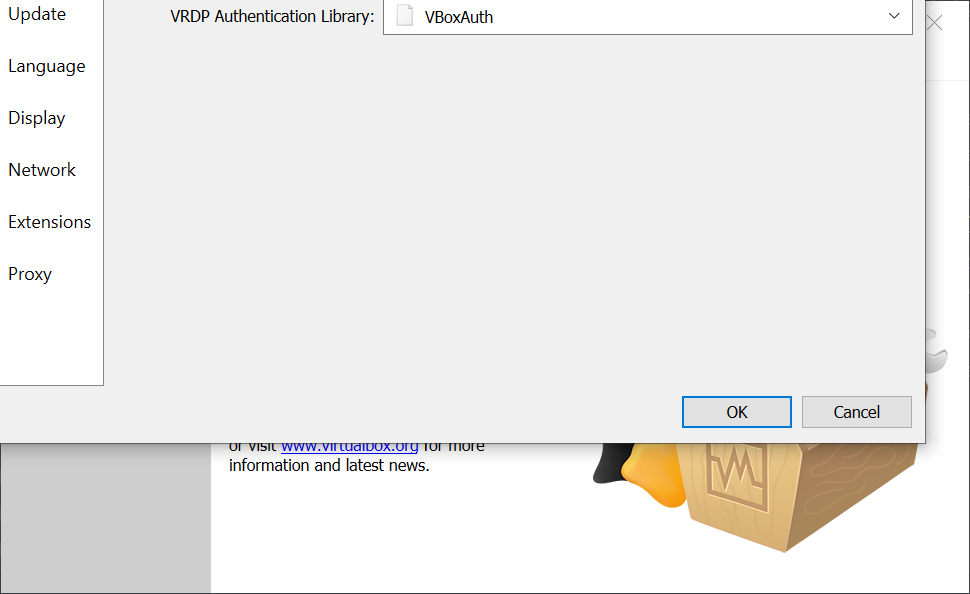 Update
VRDP Authentication Library:
VBoxAuth
Language
Display
Network
Extensions
Proxy
OK
Cancel
or visit www.virtualbox.org for more
information and latest news.